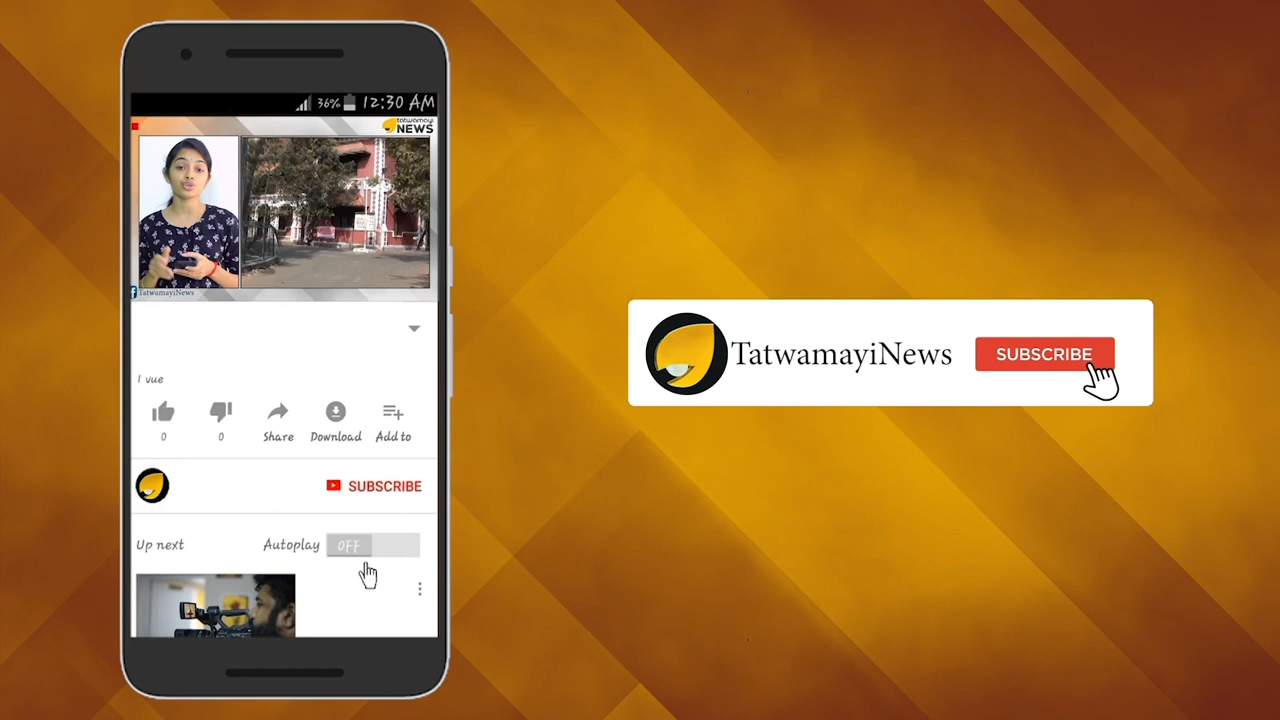 36% 12:30 AM
tatwamayi
NEWS
TatwamayiNews
1 vue
0 0 Share Download Add to
SUBSCRIBE
Up next Autoplay OFF
TatwamayiNews SUBSCRIBE